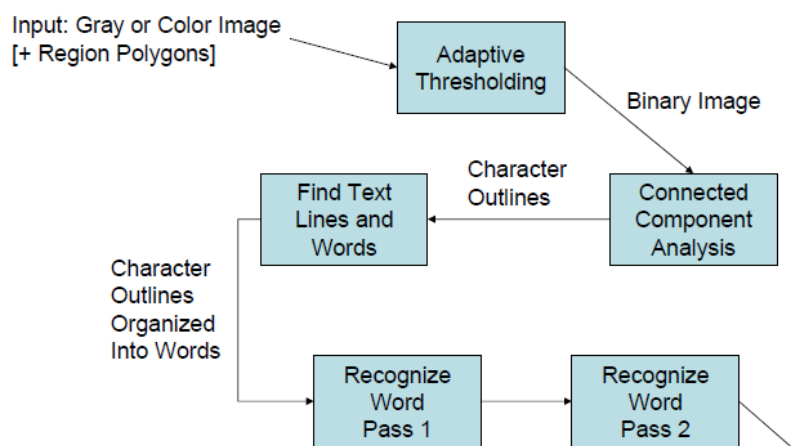 Input: Gray or Color Image
[+ Region Polygons]
Adaptive
Thresholding
Binary Image
Connected
Component
Analysis
Character
Outlines
Find Text
Lines and
Words
Character
Outlines
Organized
Into Words
Recognize
Word
Pass 1
Recognize
Word
Pass 2